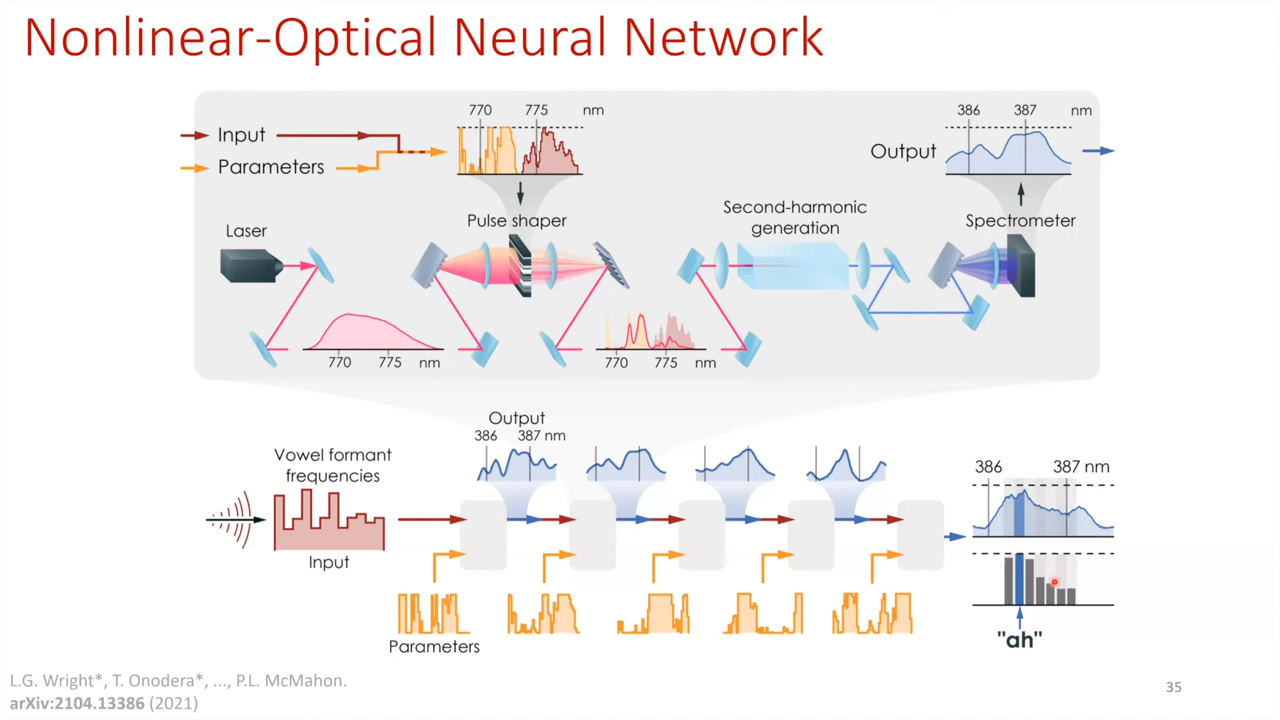 Nonlinear-Optical Neural Network
Input
Parameters
770 775 nm
386 387 nm
Output
Laser
Pulse shaper
Second-harmonic
generation
Spectrometer
770 775 nm
770 775 nm
Output
386 387 nm
Vowel formant
frequencies
Input
Parameters
386 387 nm
"ah"
L.G. Wright*, T. Onodera*, ..., P.L. McMahon.
arXiv:2104.13386 (2021)
35